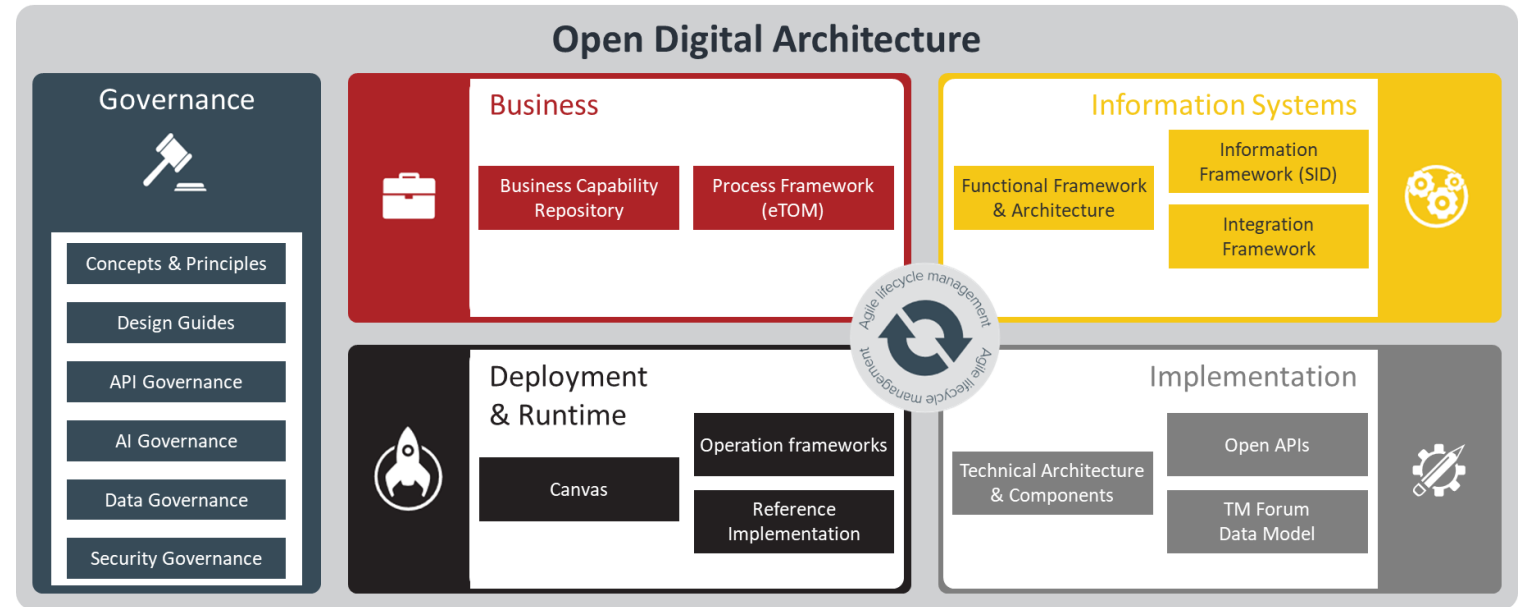 Open Digital Architecture
Governance
Concepts & Principles
Design Guides
API Governance
AI Governance
Data Governance
Security Governance
Business
Business Capability
Repository
Process Framework
(eTOM)
Information Systems
Functional Framework
& Architecture
Information
Framework (SID)
Integration
Framework
Agile lifecycle management
Agile lifecycle management
Deployment
& Runtime
Canvas
Operation frameworks
Reference
Implementation
Implementation
Technical Architecture
& Components
Open APIs
TM Forum
Data Model